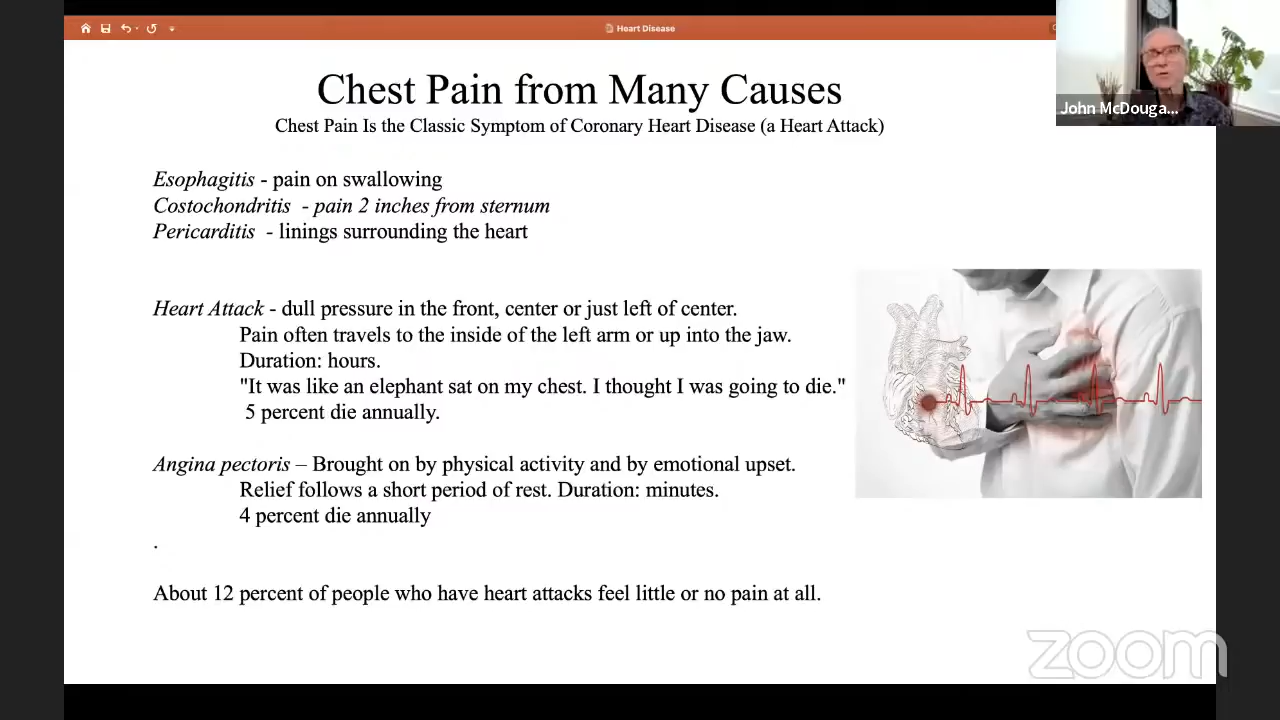 Heart Disease
Chest Pain from Many Causes
Chest Pain Is the Classic Symptom of Coronary Heart Disease (a Heart Attack)
John McDouga...
Esophagitis - pain on swallowing
Costochondritis - pain 2 inches from sternum
Pericarditis - linings surrounding the heart
Heart Attack - dull pressure in the front, center or just left of center.
Pain often travels to the inside of the left arm or up into the jaw.
Duration: hours.
"It was like an elephant sat on my chest. I thought I was going to die."
5 percent die annually.
Angina pectoris – Brought on by physical activity and by emotional upset.
Relief follows a short period of rest. Duration: minutes.
4 percent die annually
.
About 12 percent of people who have heart attacks feel little or no pain at all.
zoom